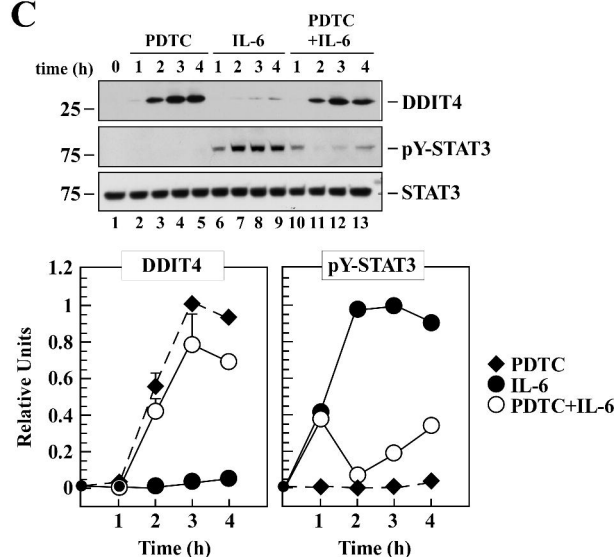 C
PDTC IL-6 PDTC +IL-6
time (h) 0 1 2 3 4 1 2 3 4 1 2 3 4
25 DDIT4
75 pY-STAT3
75 STAT3
1 2 3 4 5 6 7 8 9 10 11 12 13
DDIT4 pY-STAT3
Relative Units
1.2
1
0.8
0.6
0.4
0.2
0
1 2 3 4 1 2 3 4
Time (h) Time (h)
PDTC
IL-6
PDTC+IL-6